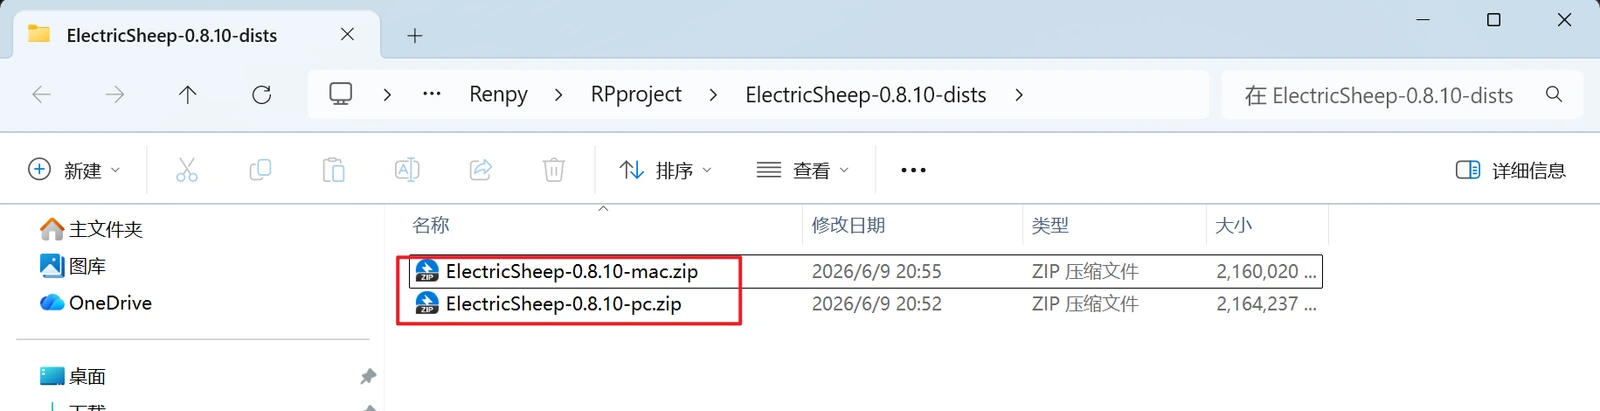 ElectricSheep-0.8.10-dists
Renpy RPproject ElectricSheep-0.8.10-dists 在 ElectricSheep-0.8.10-dists
新建 排序 查看 详细信息
主文件夹
图库
OneDrive
桌面
名称 修改日期 类型 大小
ElectricSheep-0.8.10-mac.zip 2026/6/9 20:55 ZIP 压缩文件 2,160,020 ...
ElectricSheep-0.8.10-pc.zip 2026/6/9 20:52 ZIP 压缩文件 2,164,237 ...